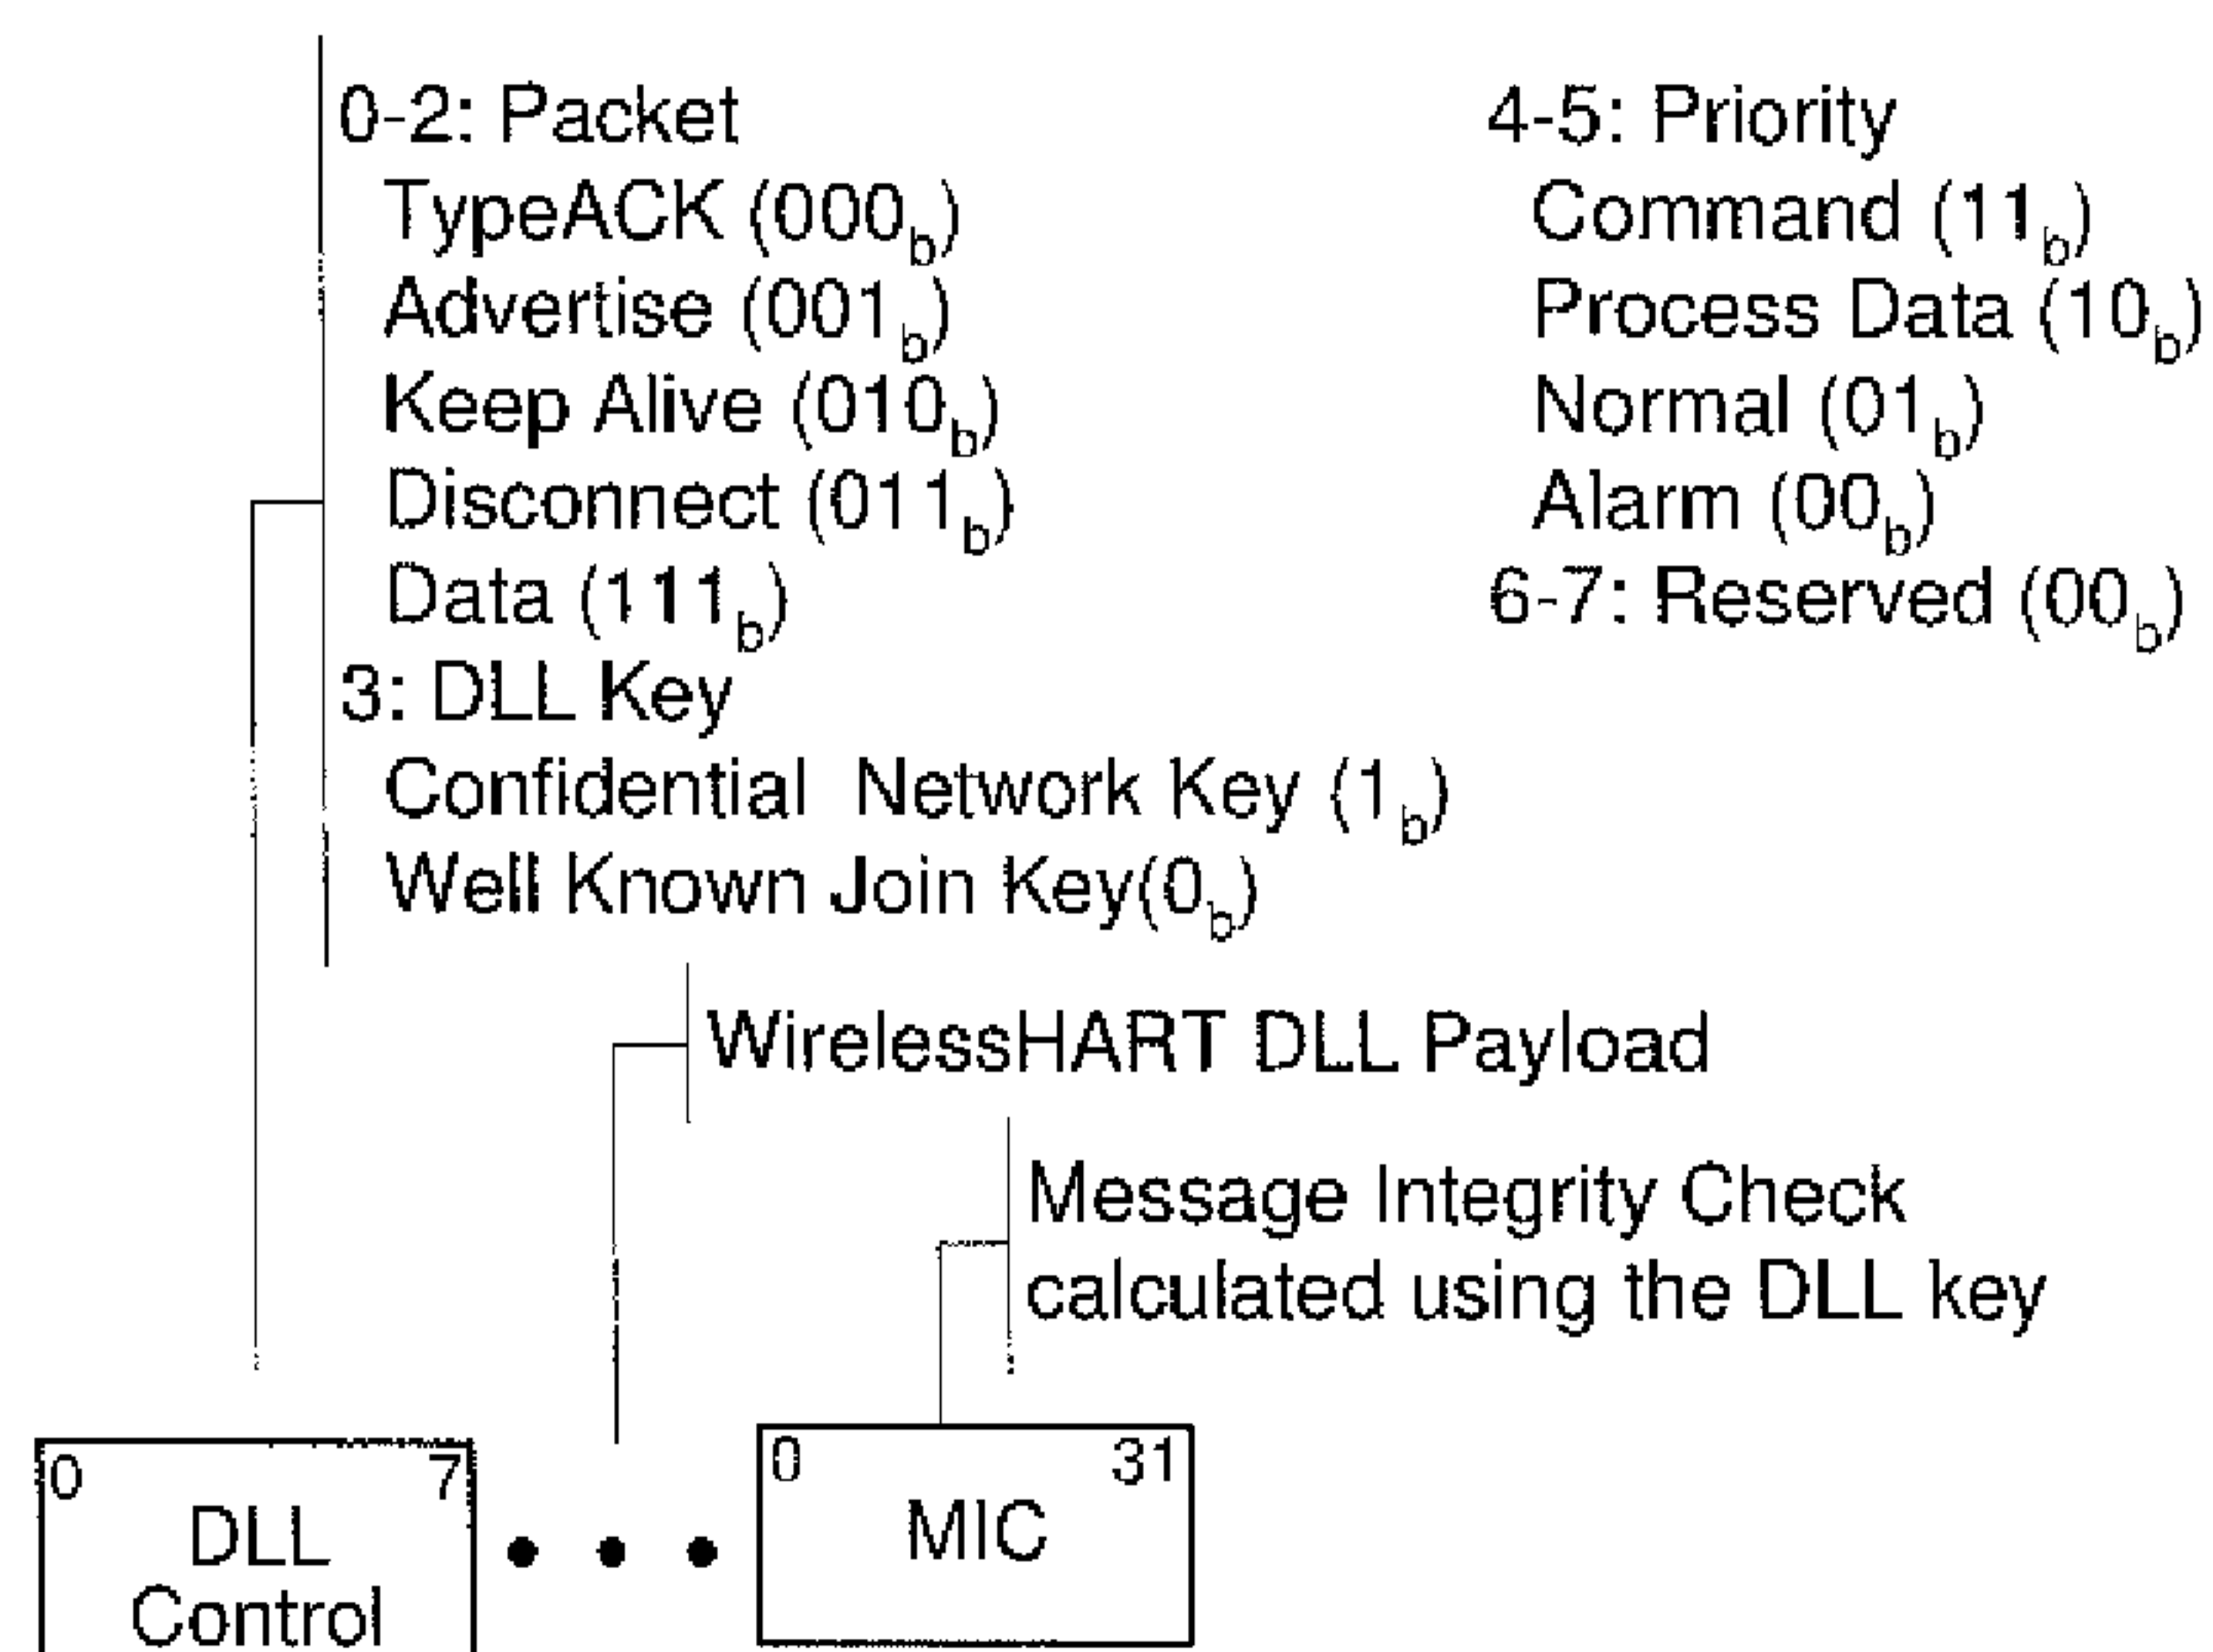 0-2: Packet
TypeACK (000b)
Advertise (001b)
Keep Alive (010b)
Disconnect (011b)
Data (111b)
3: DLL Key
Confidential Network Key (1b)
Well Known Join Key(0b)
4-5: Priority
Command (11b)
Process Data (10b)
Normal (01b)
Alarm (00b)
6-7: Reserved (00b)
WirelessHART DLL Payload
Message Integrity Check
calculated using the DLL key
0 7
DLL
Control
0 31
MIC